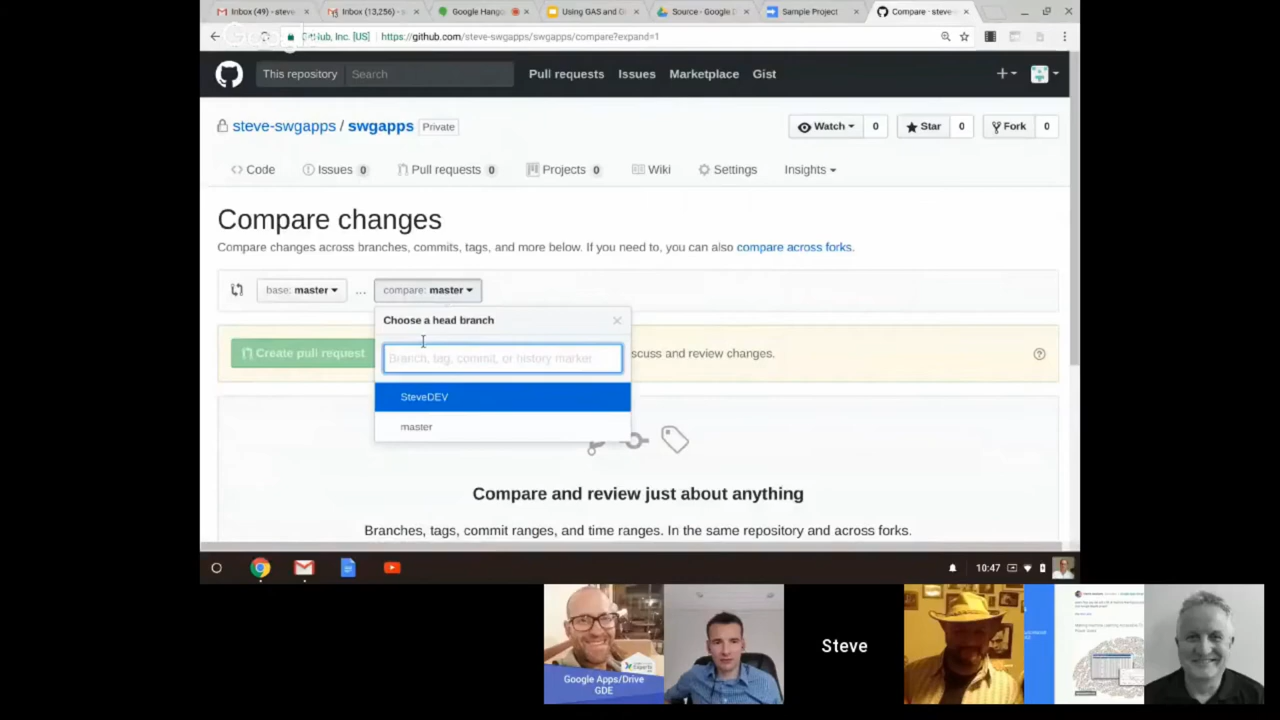 Inbox (49) - steve-
Inbox (13,256) - s
Google Hang
Using GAS and G
Source - Google D
Sample Project
Compare · steve
GitHub, Inc. [US] https://github.com/steve-swgapps/swgapps/compare?expand=1
This repository Search Pull requests Issues Marketplace Gist
steve-swgapps / swgapps Private
Watch 0 Star 0 Fork 0
Code Issues 0 Pull requests 0 Projects 0 Wiki Settings Insights
Compare changes
Compare changes across branches, commits, tags, and more below. If you need to, you can also compare across forks.
base: master ... compare: master
Choose a head branch
Branch, tag, commit, or history marker
Create pull request scuss and review changes.
SteveDEV
master
Compare and review just about anything
Branches, tags, commit ranges, and time ranges. In the same repository and across forks.
10:47
Google Apps/Drive
GDE
Experts
Steve